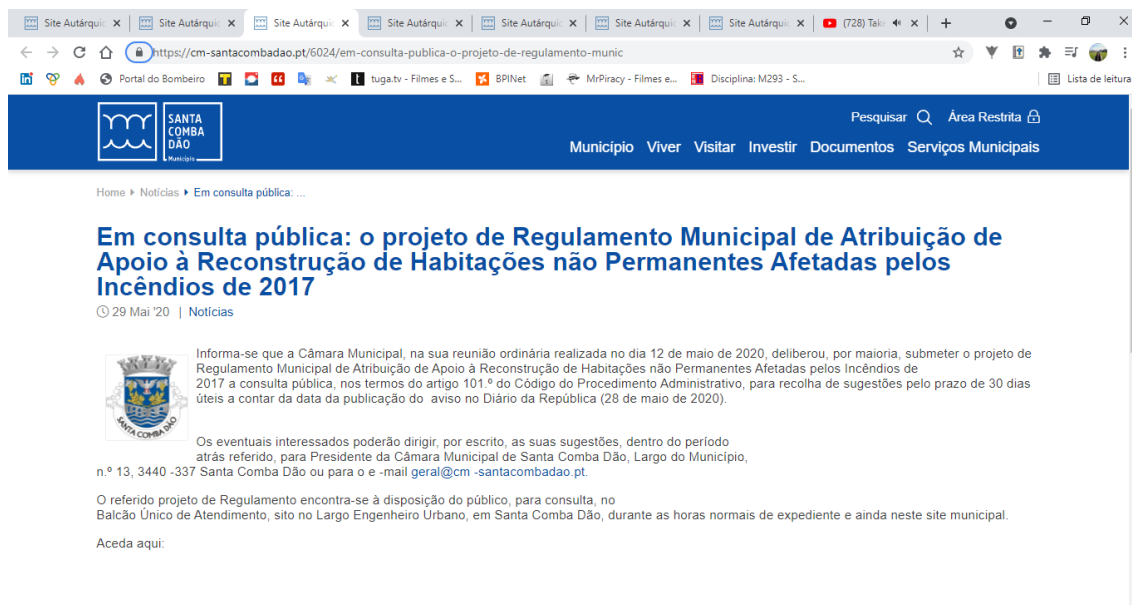 Site Autárquic Site Autárquic Site Autárquic Site Autárquic Site Autárquic Site Autárquic Site Autárquic (728) Take
https://cm-santacombadao.pt/6024/em-consulta-publica-o-projeto-de-regulamento-munic
Portal do Bombeiro tuga.tv - Filmes e S... BPINet MrPiracy - Filmes e... Disciplina: M293 - S... Lista de leitura
SANTA
COMBA
DÃO
Município
Pesquisar Área Restrita
Município Viver Visitar Investir Documentos Serviços Municipais
Home Notícias Em consulta pública: ...
Em consulta pública: o projeto de Regulamento Municipal de Atribuição de
Apoio à Reconstrução de Habitações não Permanentes Afetadas pelos
Incêndios de 2017
29 Mai '20 | Notícias
Informa-se que a Câmara Municipal, na sua reunião ordinária realizada no dia 12 de maio de 2020, deliberou, por maioria, submeter o projeto de
Regulamento Municipal de Atribuição de Apoio à Reconstrução de Habitações não Permanentes Afetadas pelos Incêndios de
2017 a consulta pública, nos termos do artigo 101.º do Código do Procedimento Administrativo, para recolha de sugestões pelo prazo de 30 dias
úteis a contar da data da publicação do aviso no Diário da República (28 de maio de 2020).
SANTA COMBA DÃO
Os eventuais interessados poderão dirigir, por escrito, as suas sugestões, dentro do período
atrás referido, para Presidente da Câmara Municipal de Santa Comba Dão, Largo do Município,
n.º 13, 3440 -337 Santa Comba Dão ou para o e -mail geral@cm -santacombadao.pt.
O referido projeto de Regulamento encontra-se à disposição do público, para consulta, no
Balcão Único de Atendimento, sito no Largo Engenheiro Urbano, em Santa Comba Dão, durante as horas normais de expediente e ainda neste site municipal.
Aceda aqui: